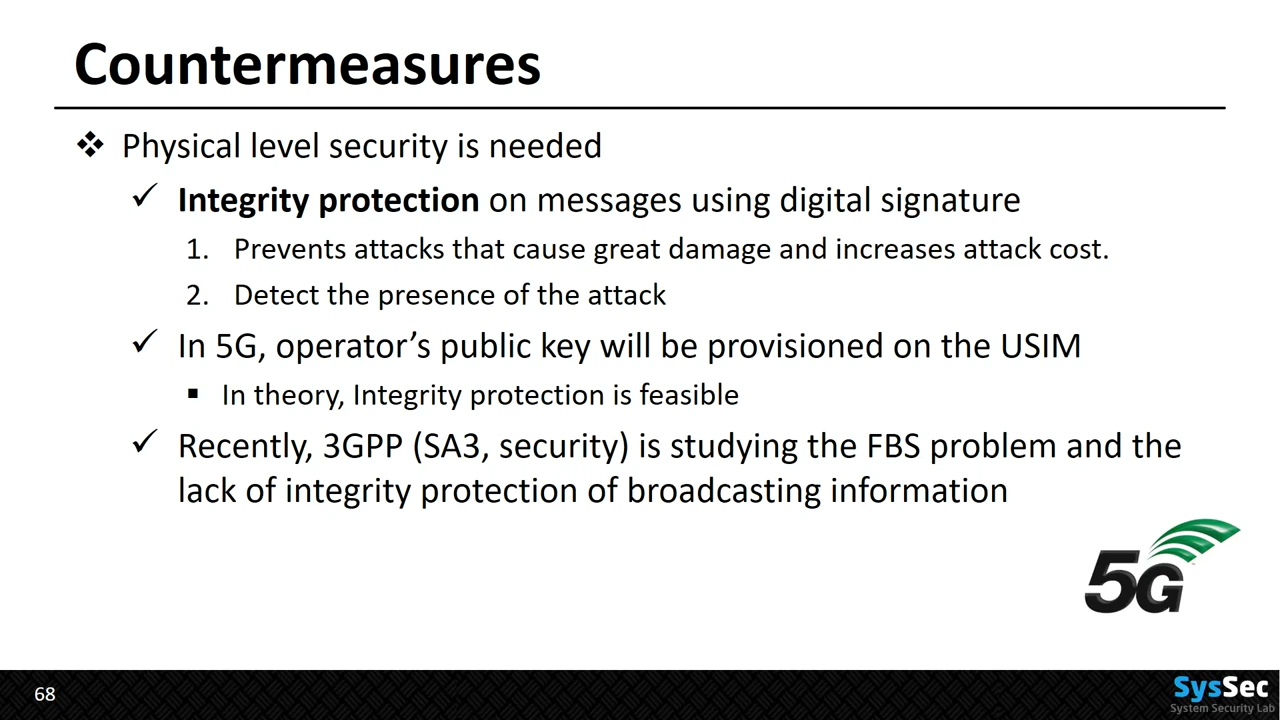 Countermeasures
❖ Physical level security is needed
✓ Integrity protection on messages using digital signature
1. Prevents attacks that cause great damage and increases attack cost.
2. Detect the presence of the attack
✓ In 5G, operator’s public key will be provisioned on the USIM
▪ In theory, Integrity protection is feasible
✓ Recently, 3GPP (SA3, security) is studying the FBS problem and the
lack of integrity protection of broadcasting information
5G
68
SysSec
System Security Lab